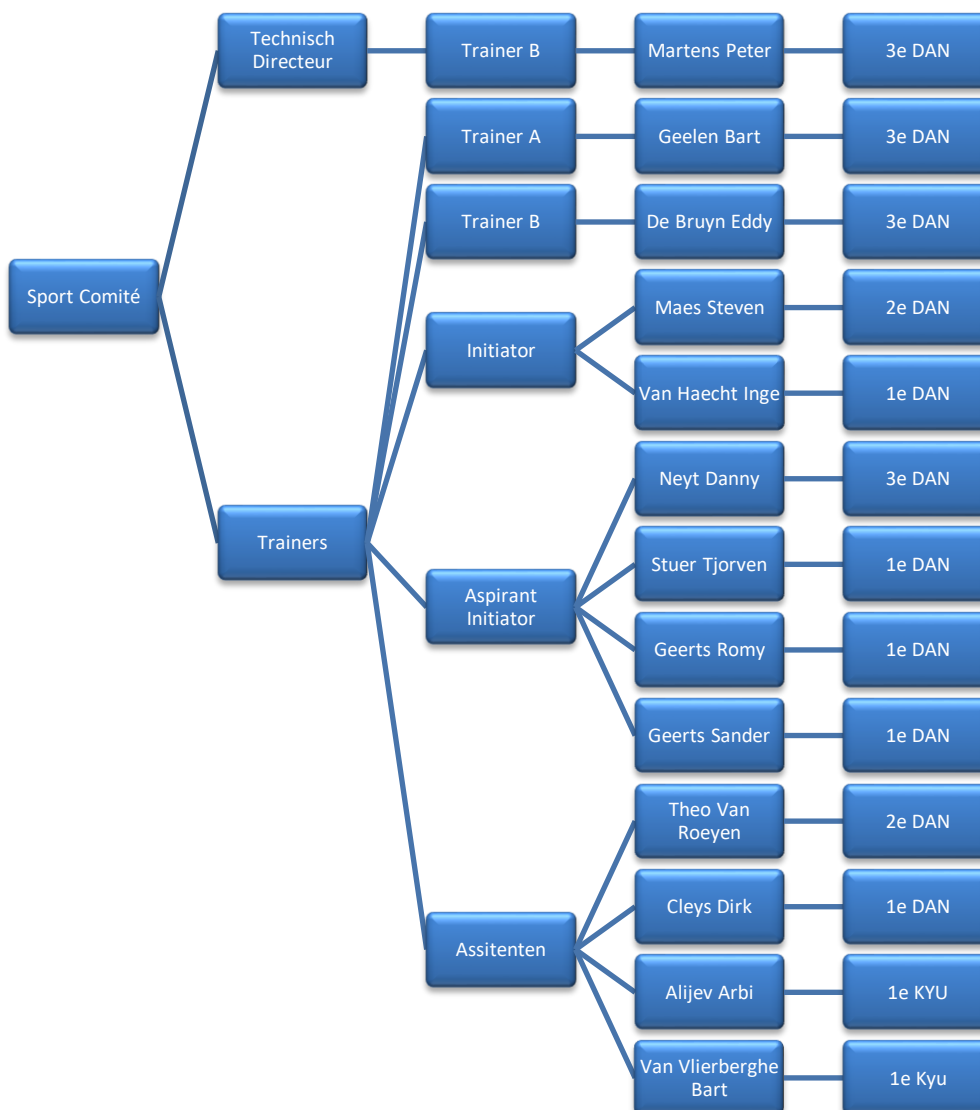 Technisch
Directeur
Trainer B
Martens Peter
3e DAN
Trainer A
Geelen Bart
3e DAN
Trainer B
De Bruyn Eddy
3e DAN
Sport Comité
Initiator
Maes Steven
2e DAN
Van Haecht Inge
1e DAN
Trainers
Aspirant
Initiator
Neyt Danny
3e DAN
Stuer Tjorven
1e DAN
Geerts Romy
1e DAN
Geerts Sander
1e DAN
Assitenten
Theo Van
Roeyen
2e DAN
Cleys Dirk
1e DAN
Alijev Arbi
1e KYU
Van Vlierberghe
Bart
1e Kyu